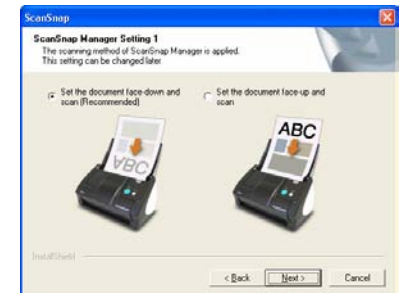 ScanSnap
ScanSnap Manager Setting 1
The scanning method of ScanSnap Manager is applied.
This setting can be changed later.
Set the document face-down and
scan (Recommended)
Set the document face-up and
scan
ABC
ABC
InstallShield
< Back
Next >
Cancel